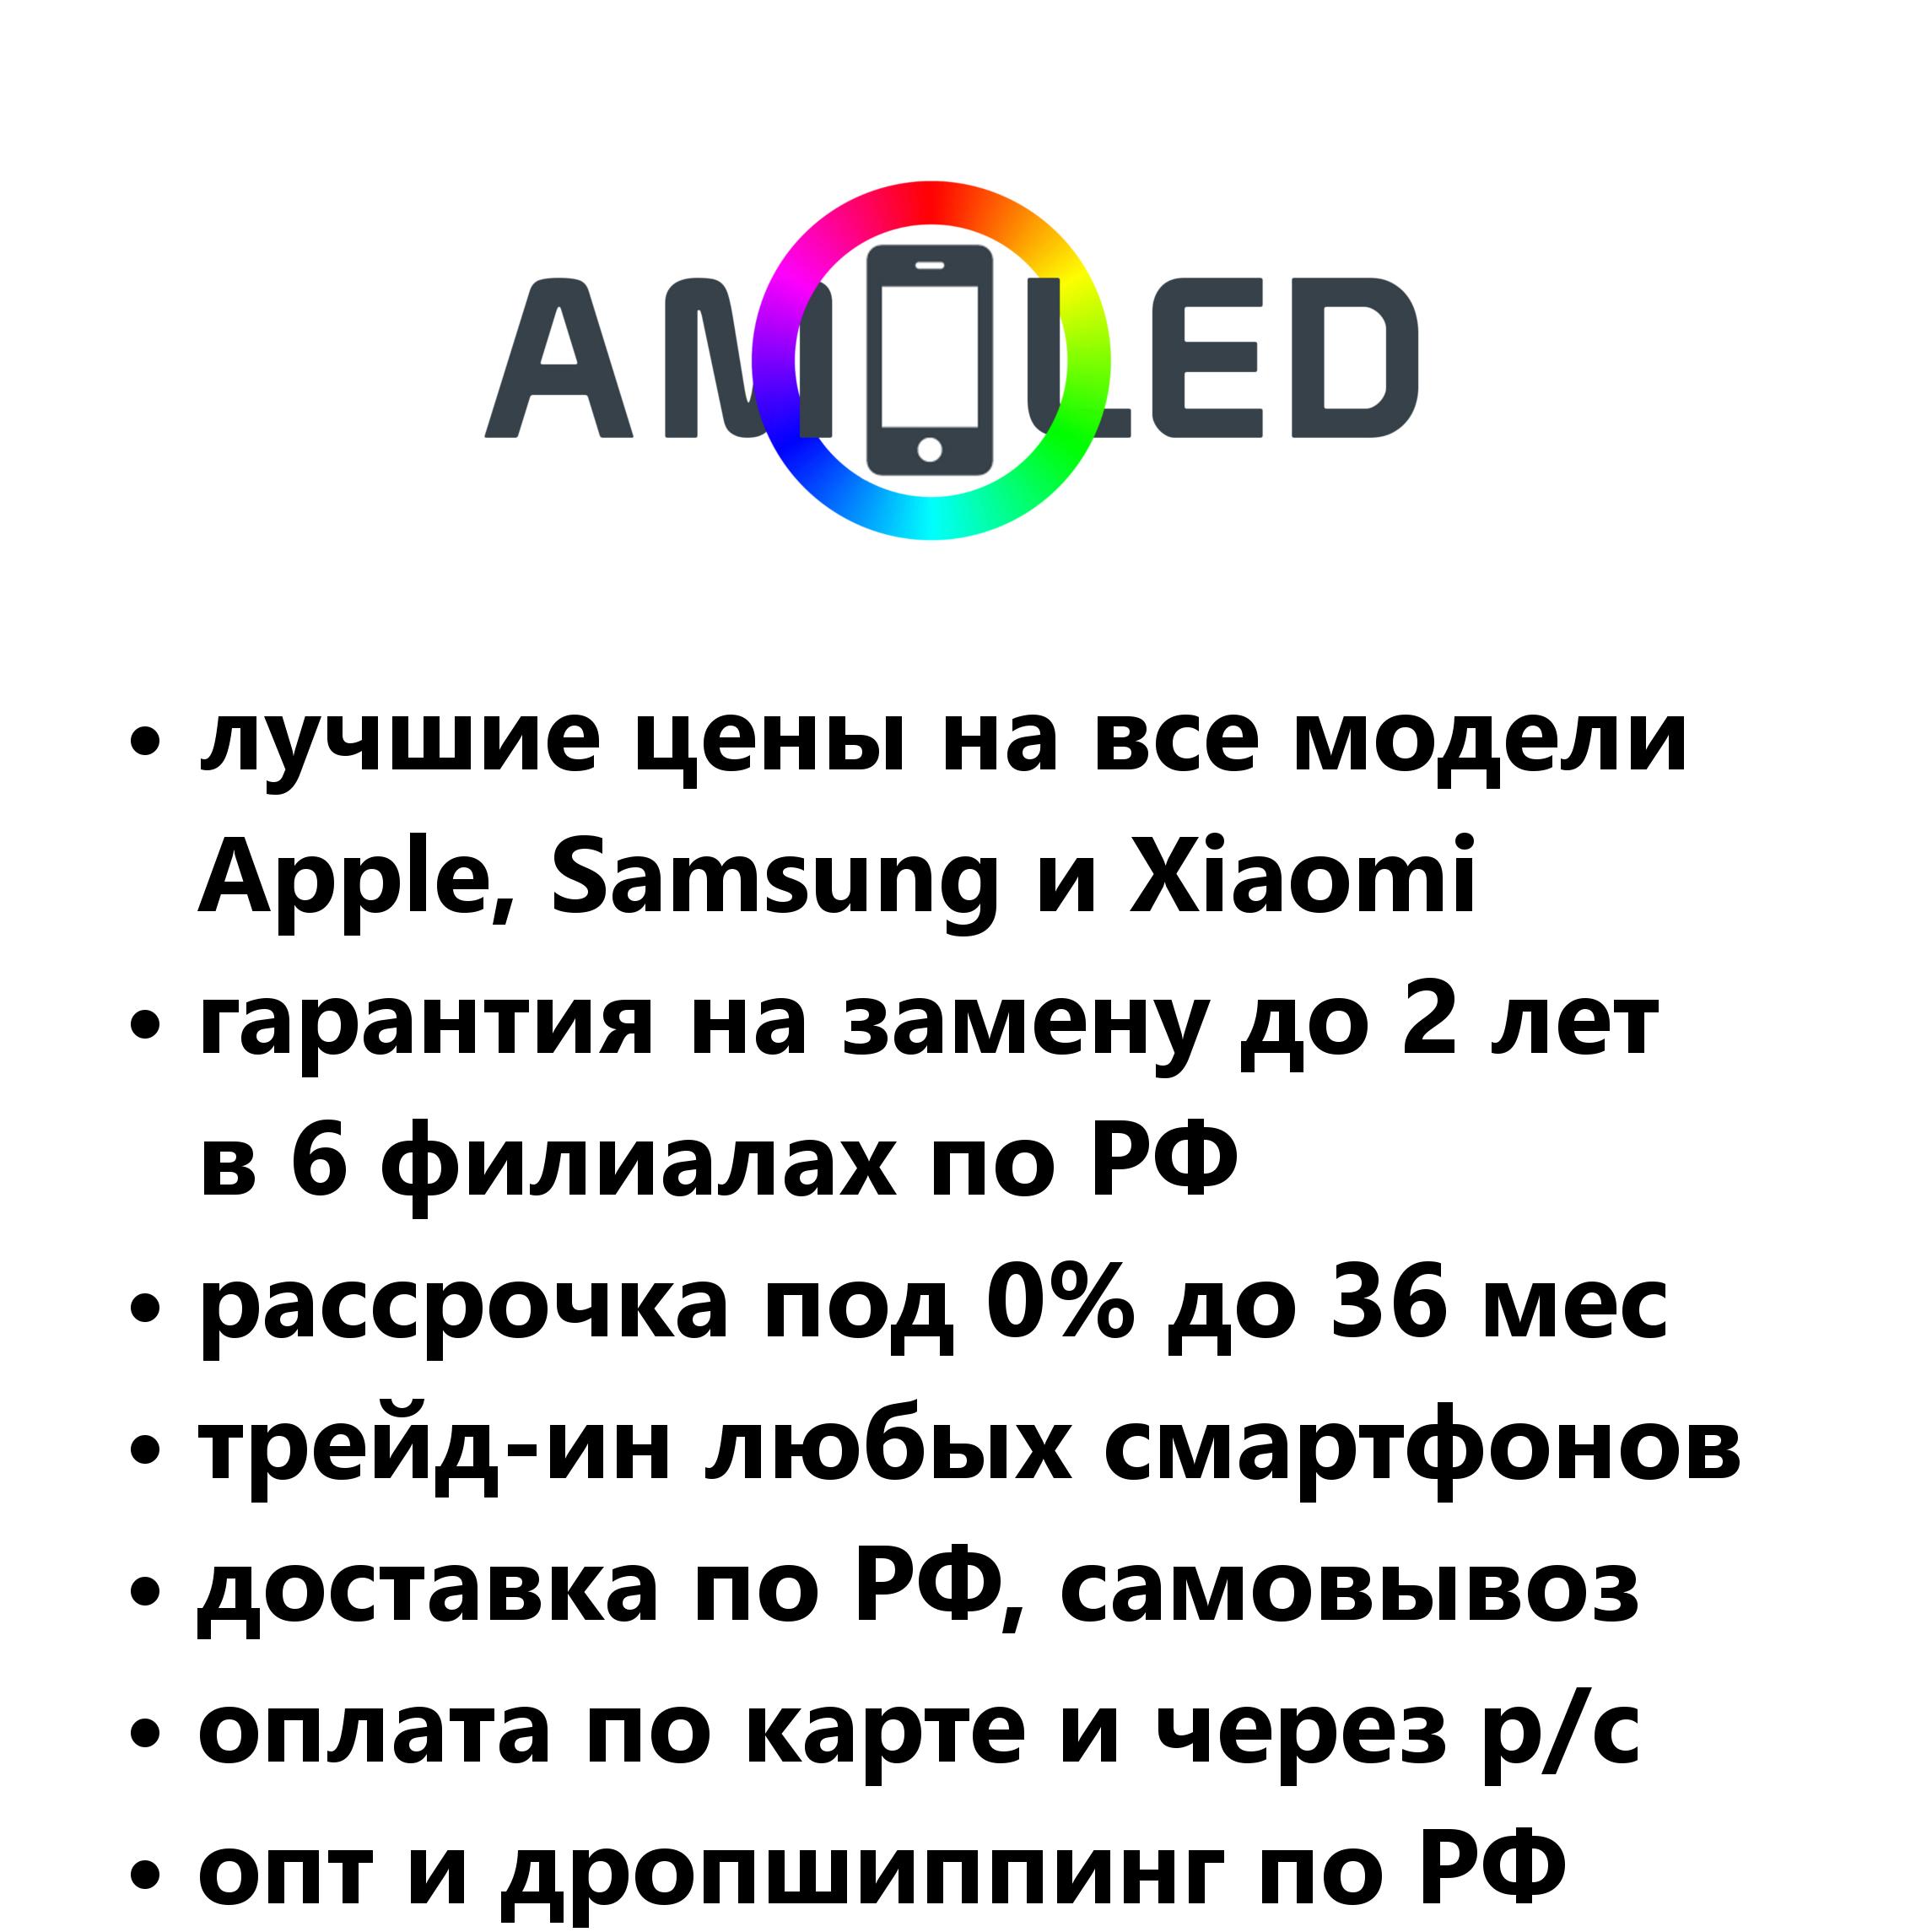 AMOLED
• лучшие цены на все модели
Apple, Samsung и Xiaomi
• гарантия на замену до 2 лет
в 6 филиалах по РФ
• рассрочка под 0% до 36 мес
• трейд-ин любых смартфонов
• доставка по РФ, самовывоз
• оплата по карте и через р/с
• опт и дропшиппинг по РФ